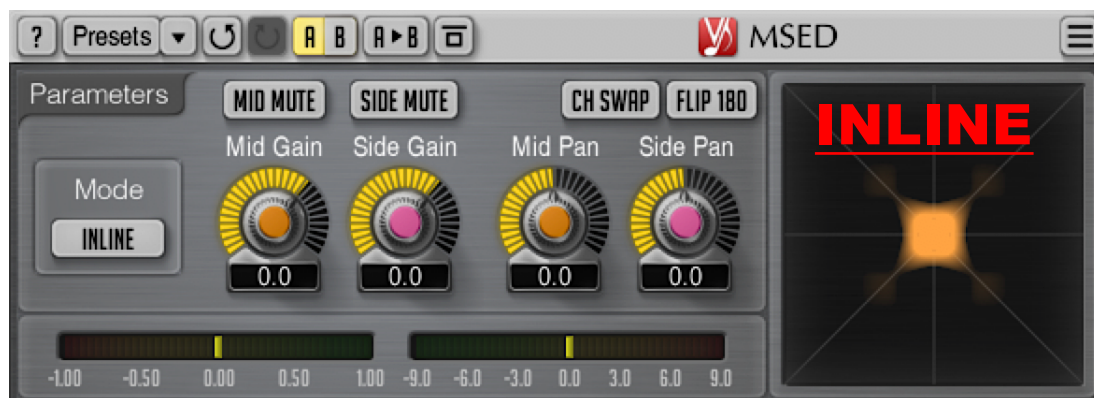 ? Presets A B A▸B MSED
Parameters MID MUTE SIDE MUTE CH SWAP FLIP 180
INLINE
Mid Gain Side Gain Mid Pan Side Pan
Mode
INLINE
0.0 0.0 0.0 0.0
-1.00 -0.50 0.00 0.50 1.00 -9.0 -6.0 -3.0 0.0 3.0 6.0 9.0